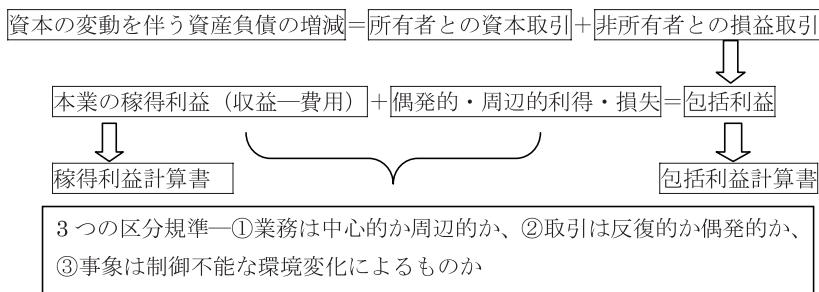 資本の変動を伴う資産負債の増減=所有者との資本取引+非所有者との損益取引
本業の稼得利益（収益―費用）+偶発的・周辺的利得・損失=包括利益
稼得利益計算書 包括利益計算書
3つの区分規準―①業務は中心的か周辺的か、②取引は反復的か偶発的か、
③事象は制御不能な環境変化によるものか